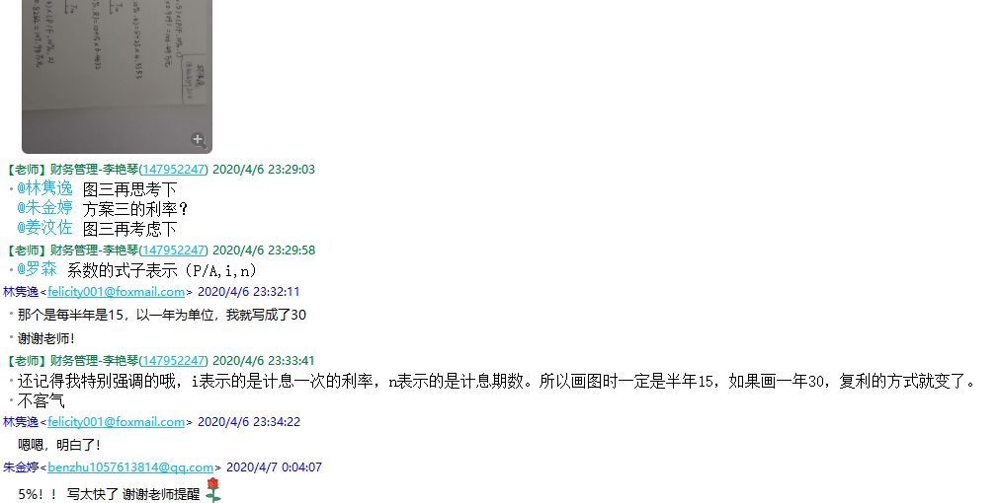 【老师】财务管理-李艳琴(147952247) 2020/4/6 23:29:03
@林隽逸 图三再思考下
@朱金婷 方案三的利率？
@姜汶佐 图三再考虑下
【老师】财务管理-李艳琴(147952247) 2020/4/6 23:29:58
@罗森 系数的式子表示（P/A,i,n）
林隽逸<felicity001@foxmail.com> 2020/4/6 23:32:11
那个是每半年是15，以一年为单位，我就写成了30
谢谢老师！
【老师】财务管理-李艳琴(147952247) 2020/4/6 23:33:41
还记得我特别强调的哦，i表示的是计息一次的利率，n表示的是计息期数。所以画图时一定是半年15，如果画一年30，复利的方式就变了。
不客气
林隽逸<felicity001@foxmail.com> 2020/4/6 23:34:22
嗯嗯，明白了！
朱金婷<benzhu1057613814@qq.com> 2020/4/7 0:04:07
5%！！ 写太快了 谢谢老师提醒